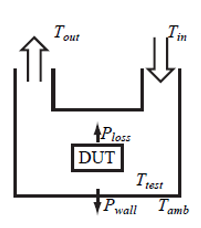 T_out T_in
P_loss
DUT
T_test
P_wall T_amb